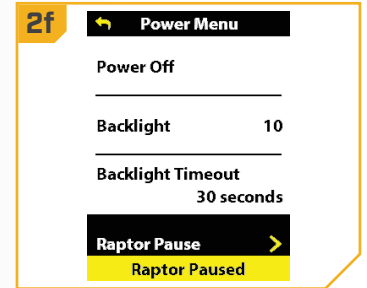 2f
Power Menu
Power Off
Backlight 10
Backlight Timeout
30 seconds
Raptor Pause
Raptor Paused